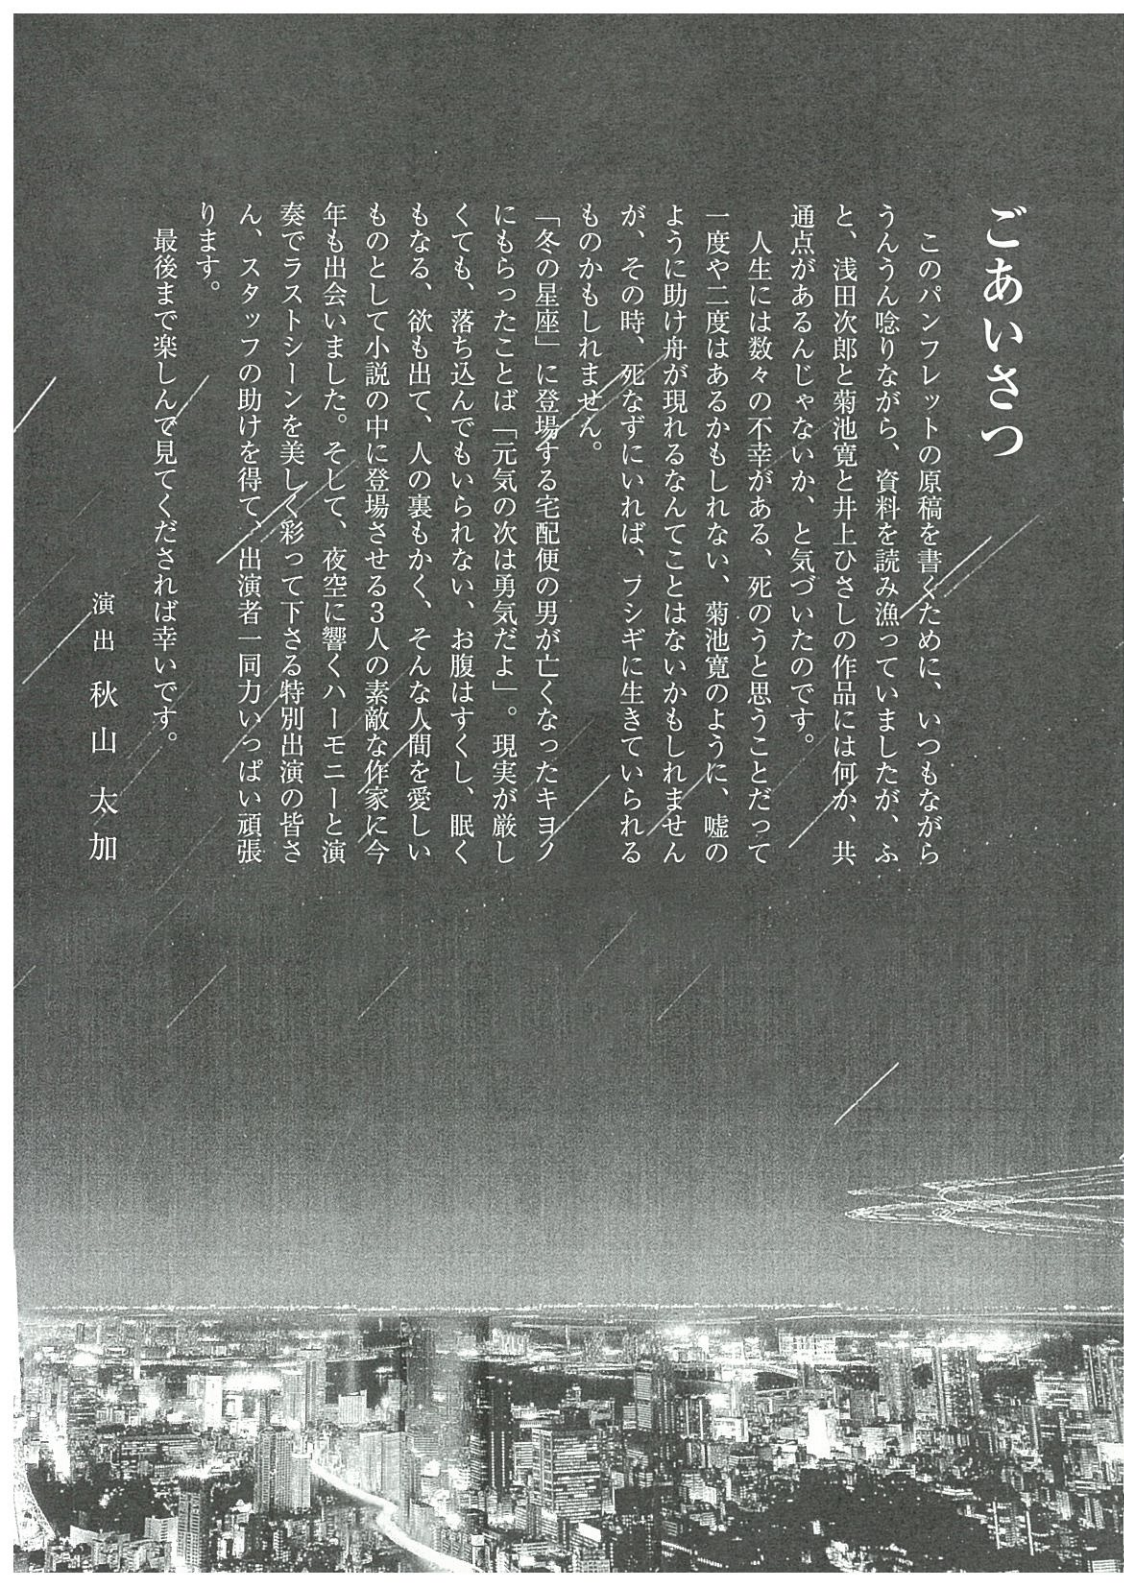 ごあいさつ
このパンフレットの原稿を書くために、いつもながら
うんうん唸りながら、資料を読み漁っていましたが、ふ
と、浅田次郎と菊池寛と井上ひさしの作品には何か、共
通点があるんじゃないか、と気づいたのです。
人生には数々の不幸がある、死のうと思うことだって
一度や二度はあるかもしれない、菊池寛のように、嘘の
ように助け舟が現れるなんてことはないかもしれません
が、その時、死なずにいれば、フシギに生きていられる
ものかもしれません。
「冬の星座」に登場する宅配便の男が亡くなったキヨノ
にもらったことば「元気の次は勇気だよ」。現実が厳し
くても、落ち込んでもいられない、お腹はすくし、眠く
もなる、欲も出て、人の裏もかく、そんな人間を愛しい
ものとして小説の中に登場させる3人の素敵な作家に今
年も出会いました。そして、夜空に響くハーモニーと演
奏でラストシーンを美しく彩って下さる特別出演の皆さ
ん、スタッフの助けを得て、出演者一同力いっぱい頑張
ります。
最後まで楽しんで見てくだされば幸いです。
演出 秋山太加